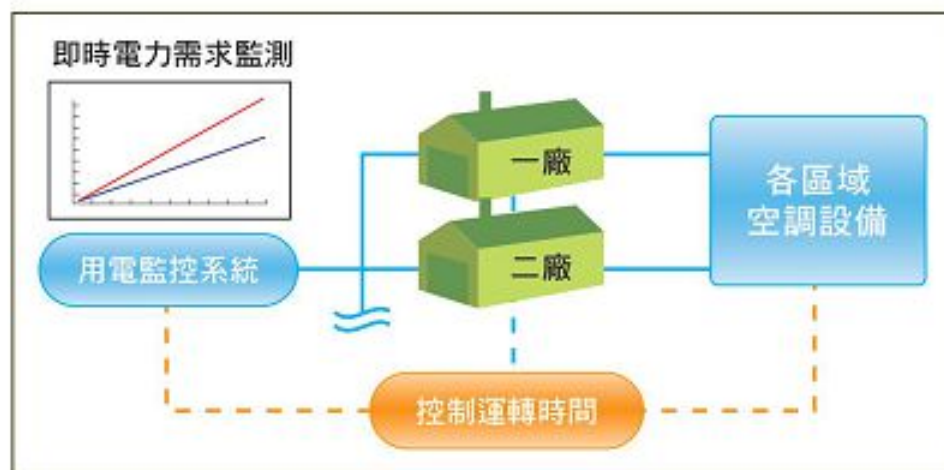 即時電力需求監測
一廠
各區域
空調設備
用電監控系統
二廠
控制運轉時間